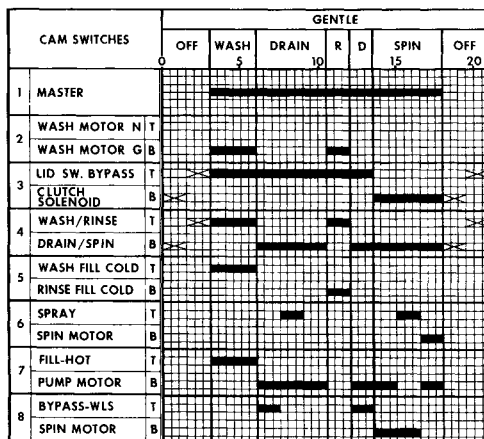 GENTLE
CAM SWITCHES
OFF WASH DRAIN R D SPIN OFF
0 5 10 15 20
1 MASTER
2 WASH MOTOR N T
WASH MOTOR G B
3 LID SW. BYPASS T
CLUTCH
SOLENOID B
4 WASH/RINSE T
DRAIN/SPIN B
5 WASH FILL COLD T
RINSE FILL COLD B
6 SPRAY T
SPIN MOTOR B
7 FILL-HOT T
PUMP MOTOR B
8 BYPASS-WLS T
SPIN MOTOR B